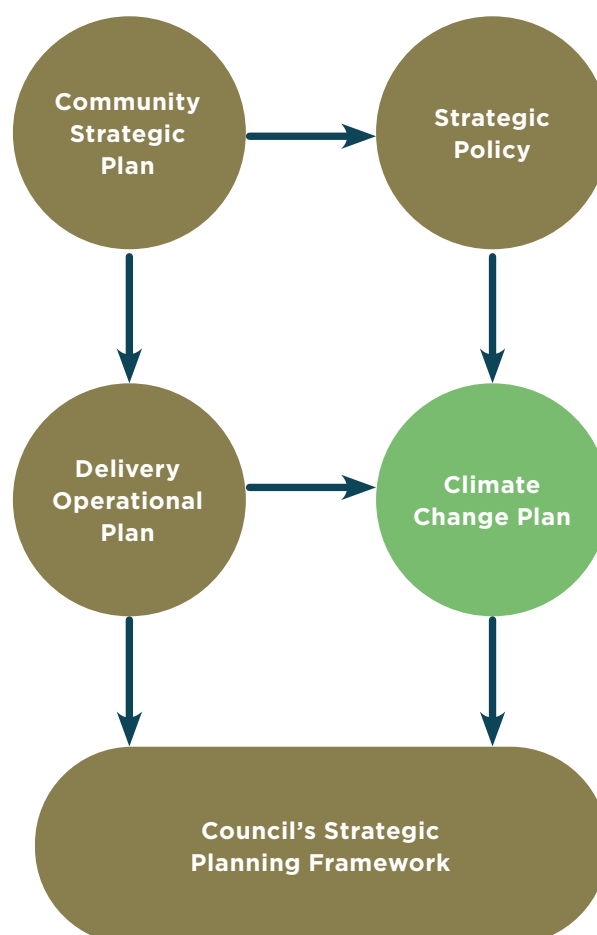 Community
Strategic
Plan
Strategic
Policy
Delivery
Operational
Plan
Climate
Change Plan
Council’s Strategic
Planning Framework